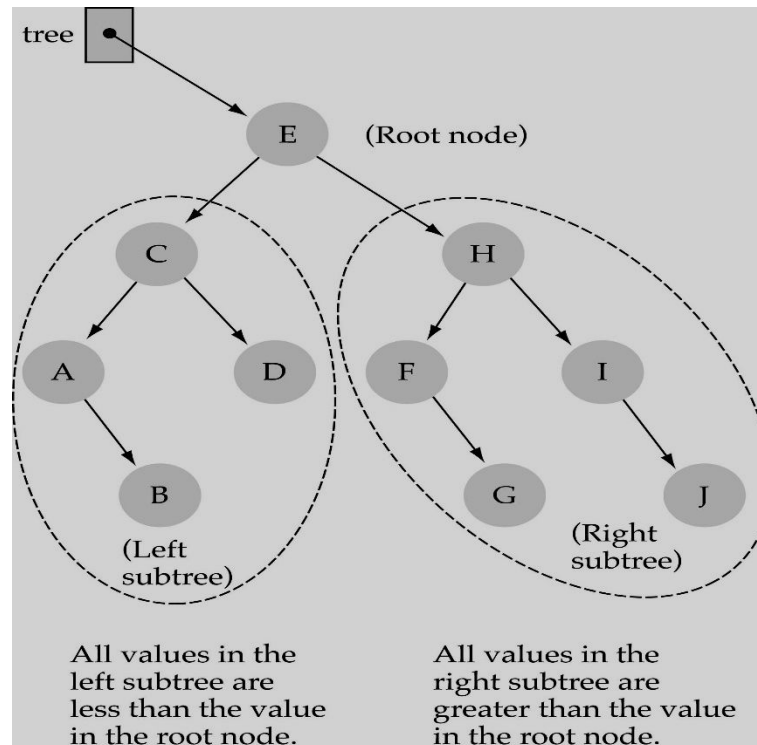 tree
E (Root node)
C H
A D F I
B G J
(Left
subtree)
(Right
subtree)
All values in the
left subtree are
less than the value
in the root node.
All values in the
right subtree are
greater than the value
in the root node.